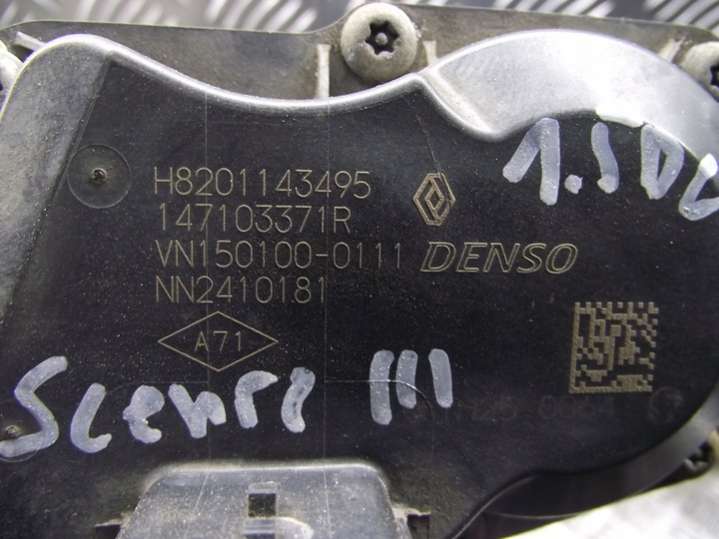 1.5DC
H8201143495
147103371R
VN150100-0111 DENSO
NN2410181
A71
Scenic III